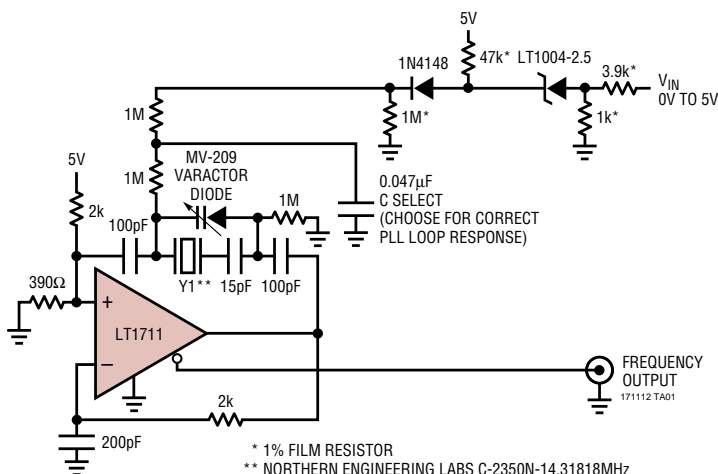 5V
1N4148
47k*
LT1004-2.5
3.9k*
VIN
0V TO 5V
1M
1M*
1k*
MV-209
VARACTOR
DIODE
5V
1M
0.047µF
C SELECT
(CHOOSE FOR CORRECT
PLL LOOP RESPONSE)
2k
1M
100pF
Y1**
15pF
100pF
390Ω
+
LT1711
–
FREQUENCY
OUTPUT
171112 TA01
2k
200pF
* 1% FILM RESISTOR
** NORTHERN ENGINEERING LABS C-2350N-14.31818MHz